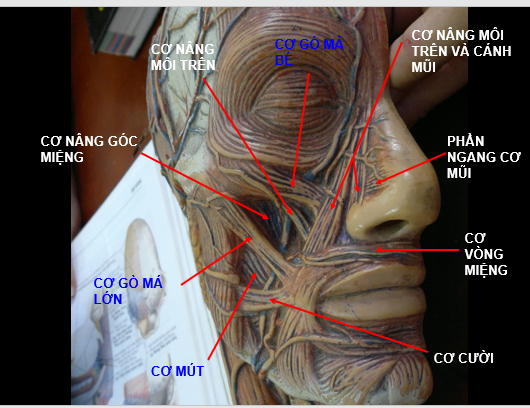 CƠ NÂNG
MÔI TRÊN
CƠ GÒ MÁ
BÉ
CƠ NÂNG MÔI
TRÊN VÀ CÁNH
MŨI
CƠ NÂNG GÓC
MIỆNG
PHẦN
NGANG CƠ
MŨI
CƠ
VÒNG
MIỆNG
CƠ GÒ MÁ
LỚN
CƠ MÚT
CƠ CƯỜI